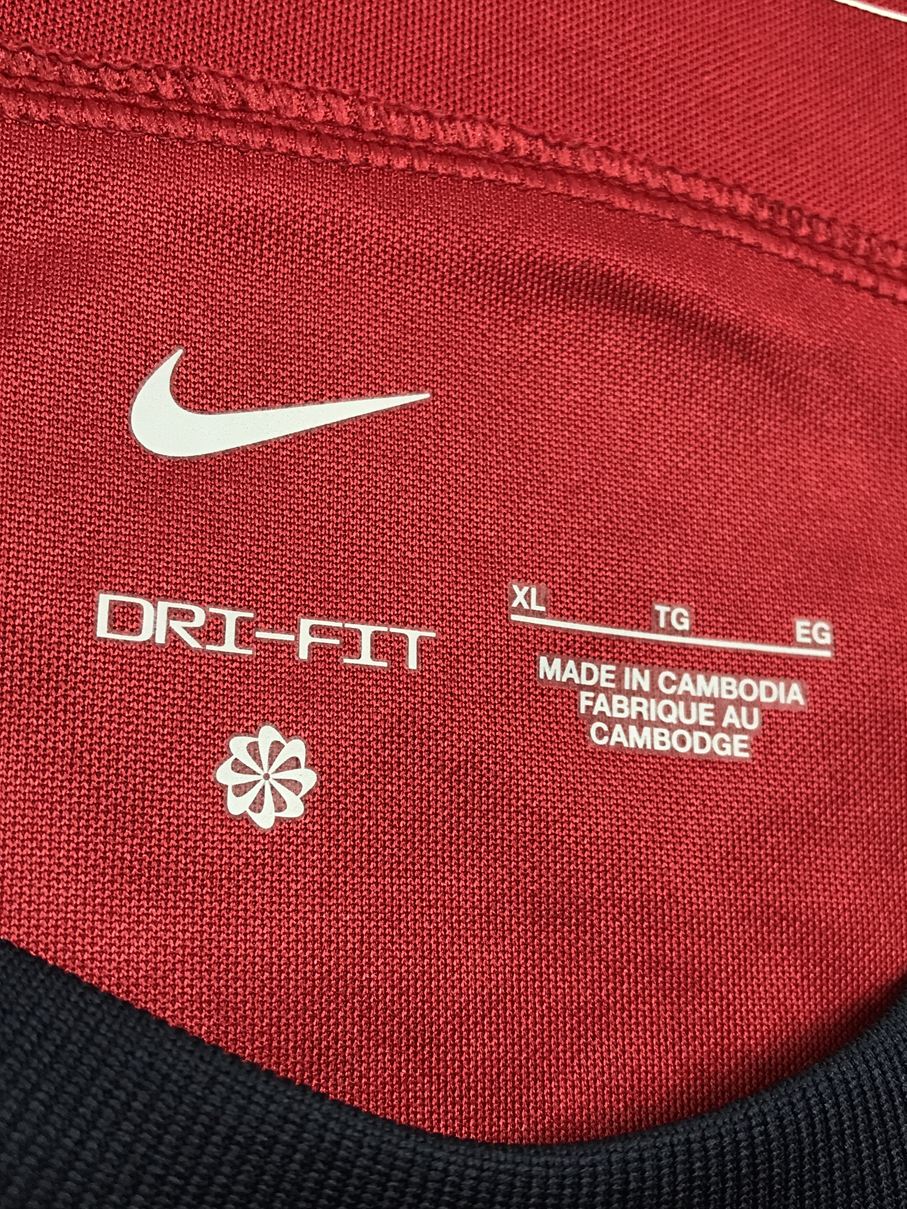 DRI-FIT
XL TG EG
MADE IN CAMBODIA
FABRIQUE AU
CAMBODGE